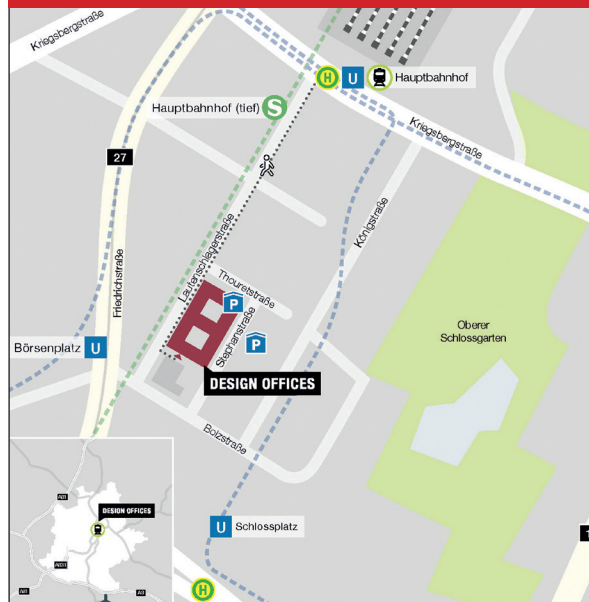 Kriegsbergstraße
H
U
Hauptbahnhof
Hauptbahnhof (tief)
S
Kriegsbergstraße
27
Königstraße
Lautenschlagerstraße
Friedrichstraße
Thouretstraße
P
Oberer
Schlossgarten
Börsenplatz
U
Stephanstraße
P
DESIGN OFFICES
Bolzstraße
DESIGN OFFICES
U
Schlossplatz
H